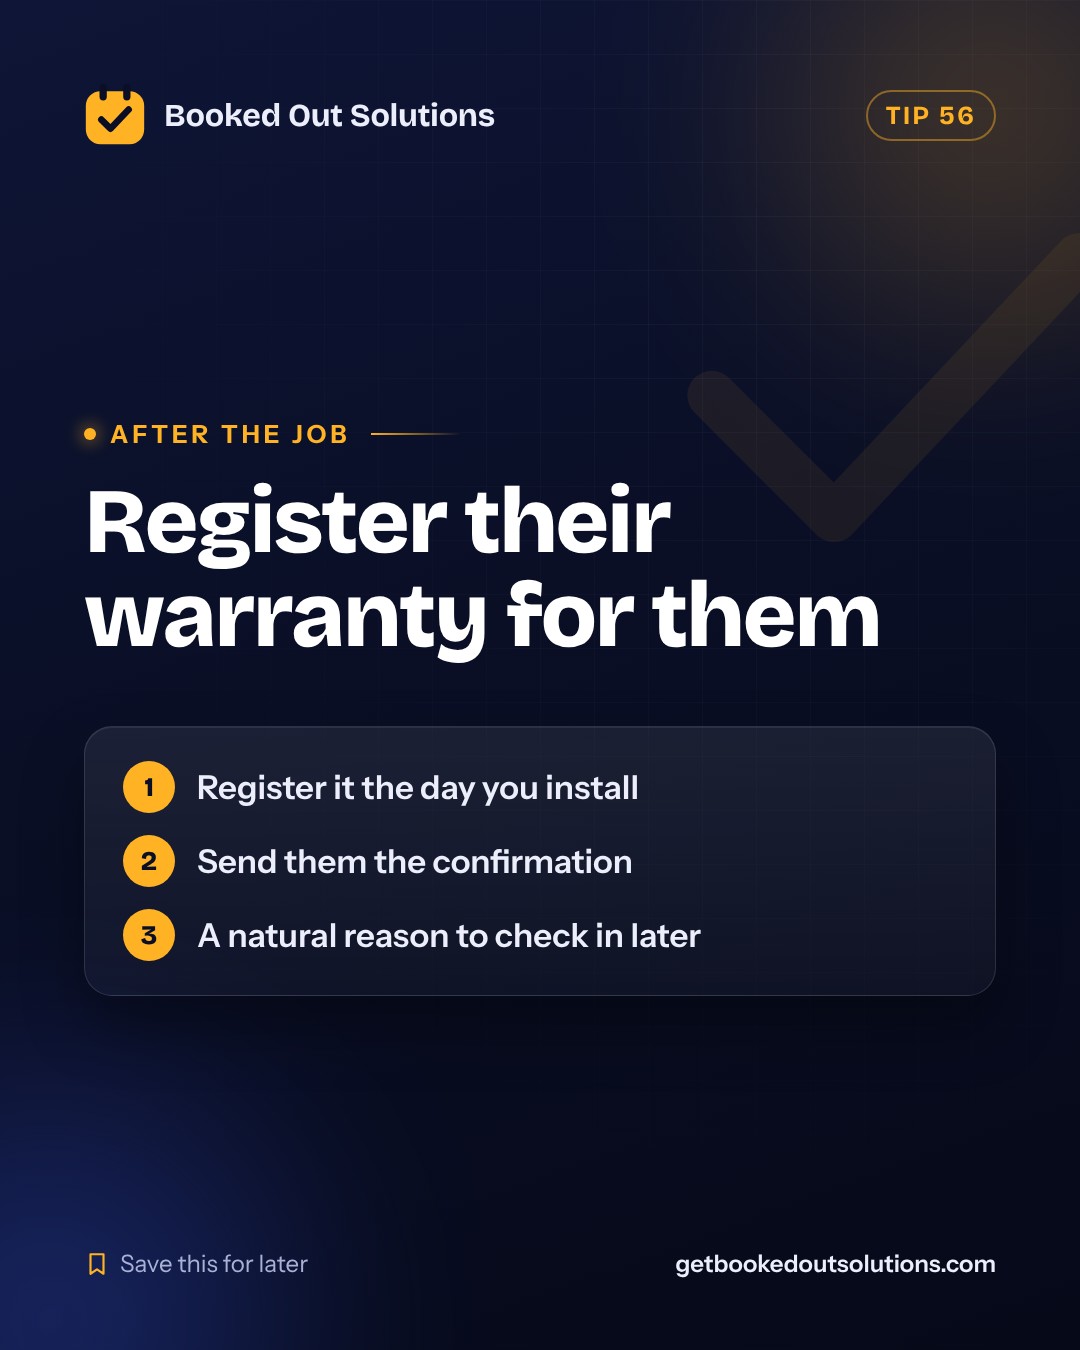 Booked Out Solutions
TIP 56
AFTER THE JOB
Register their
warranty for them
1 Register it the day you install
2 Send them the confirmation
3 A natural reason to check in later
Save this for later
getbookedoutsolutions.com